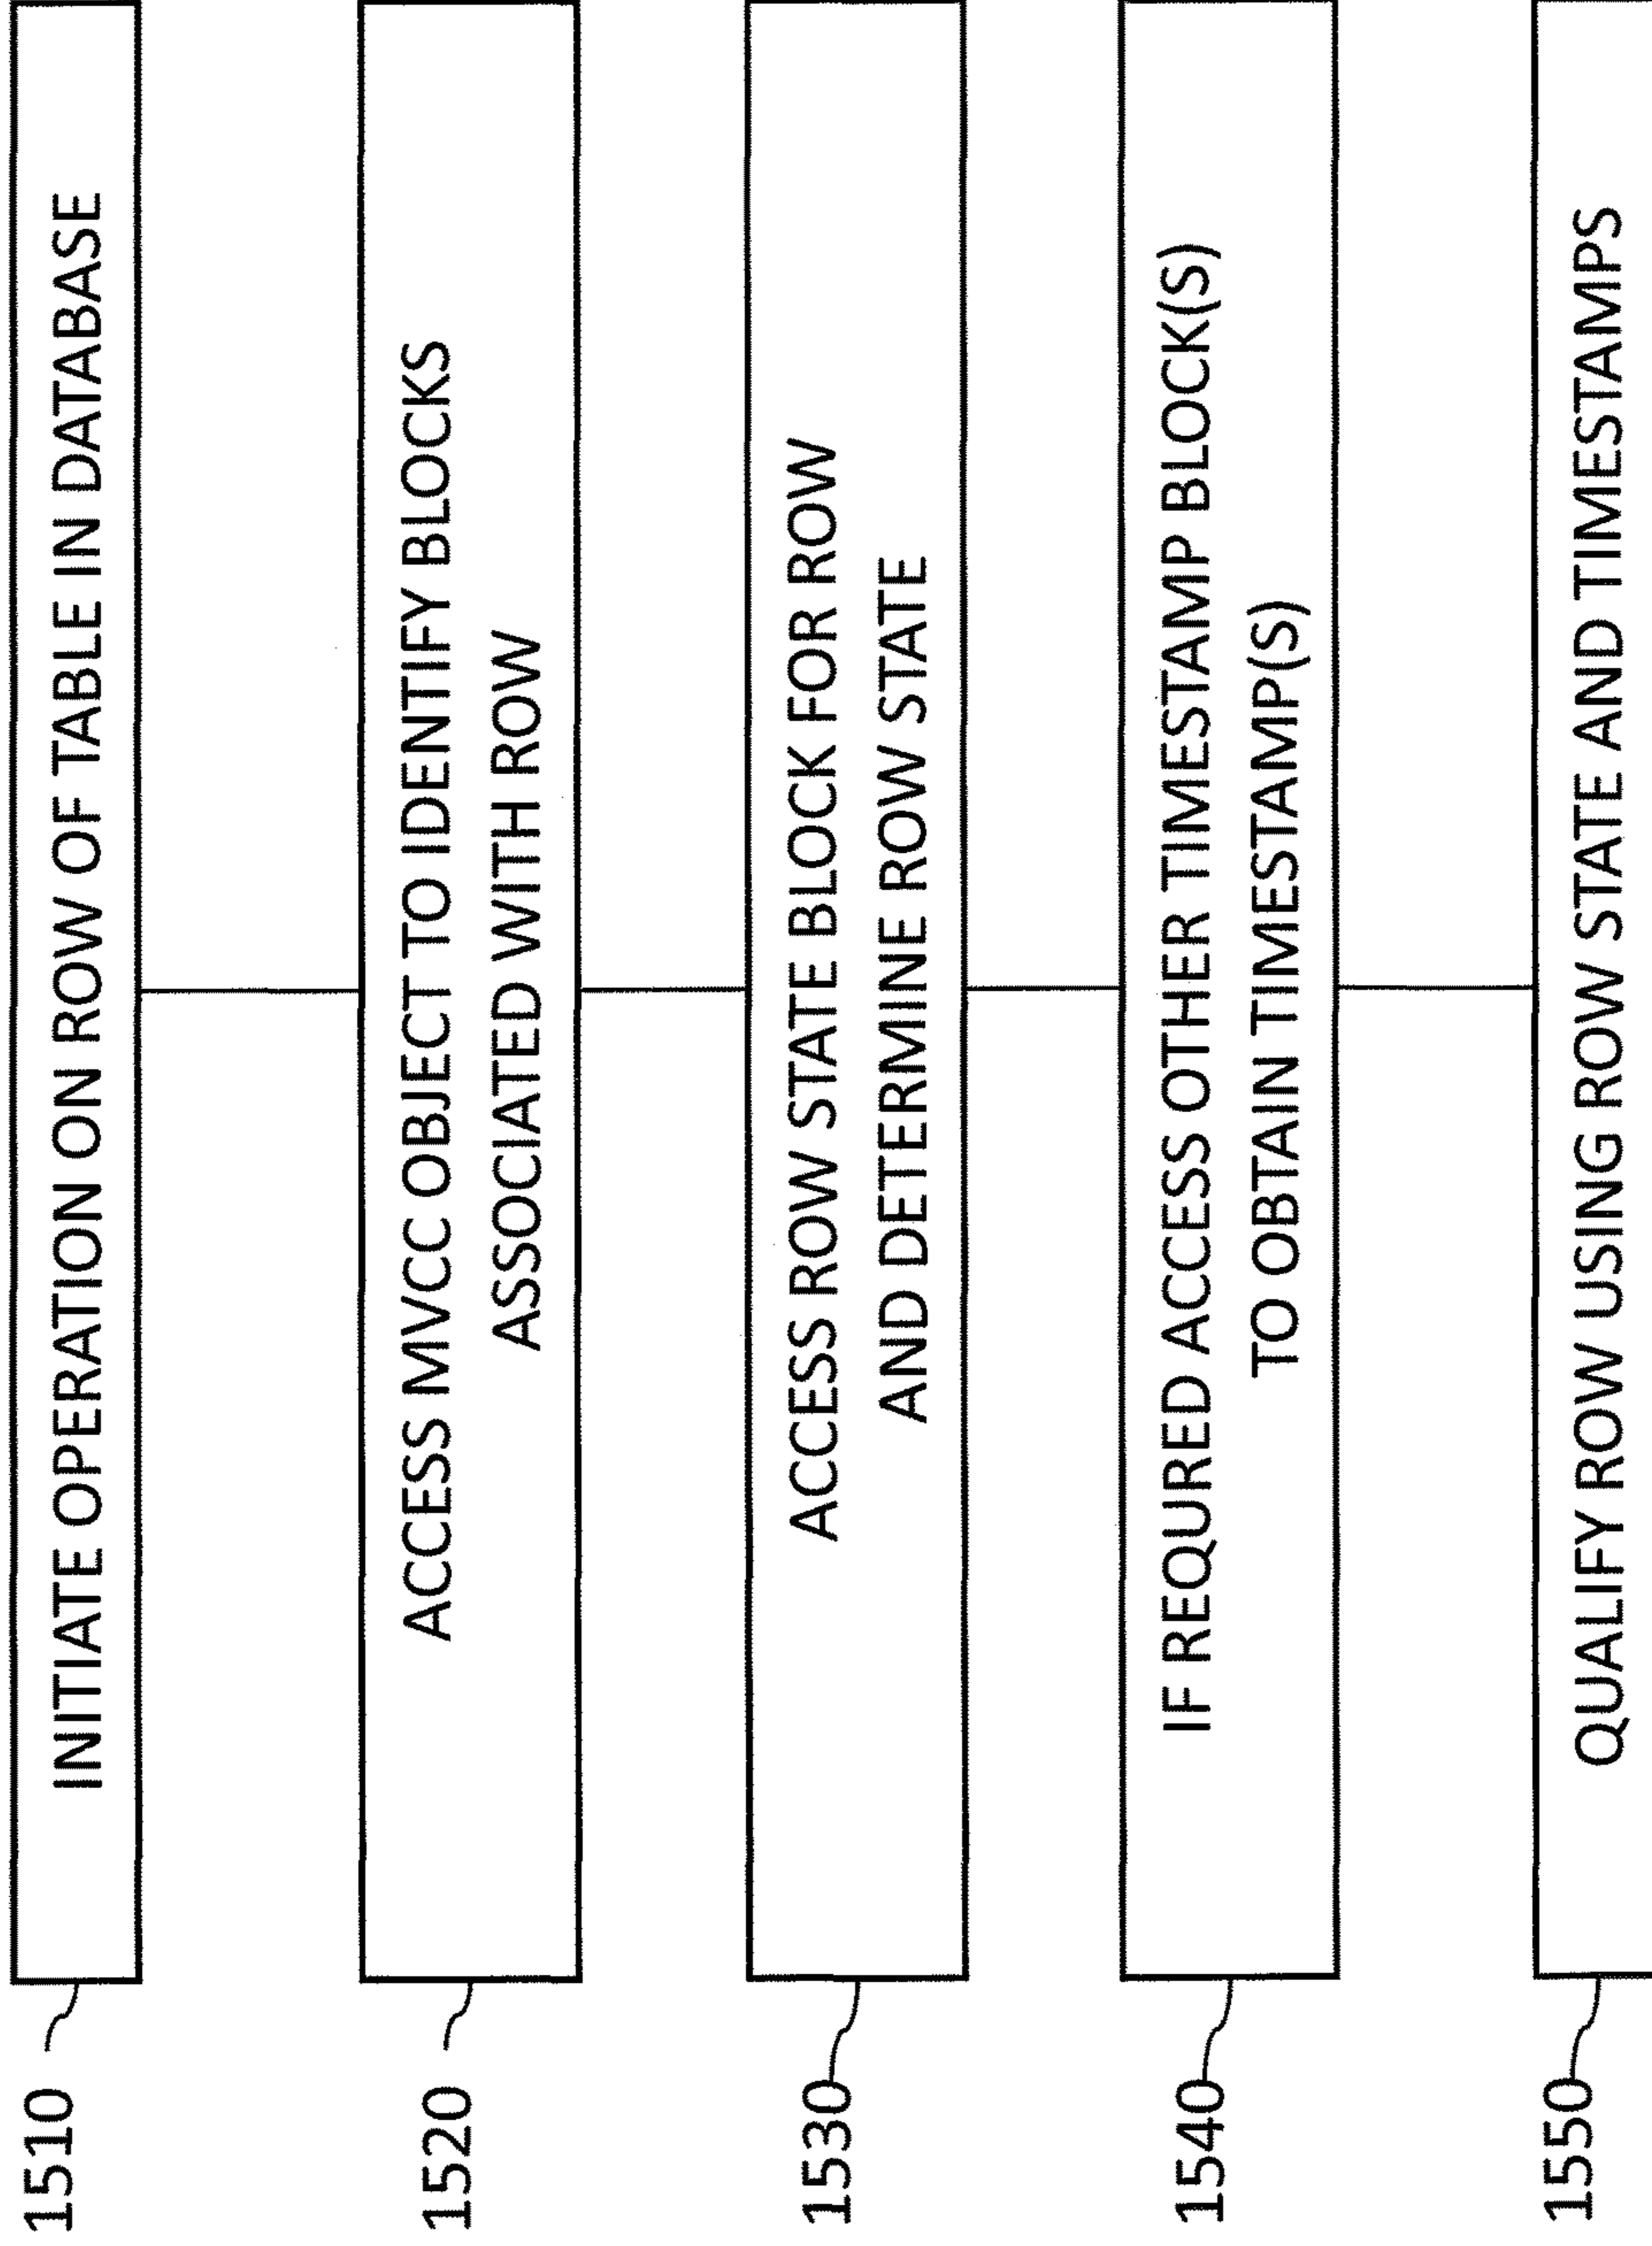 1510
INITIATE OPERATION ON ROW OF TABLE IN DATABASE
1520
ACCESS MVCC OBJECT TO IDENTIFY BLOCKS
ASSOCIATED WITH ROW
1530
ACCESS ROW STATE BLOCK FOR ROW
AND DETERMINE ROW STATE
1540
IF REQURED ACCESS OTHER TIMESTAMP BLOCK(S)
TO OBTAIN TIMESTAMP(S)
1550
QUALIFY ROW USING ROW STATE AND TIMESTAMPS